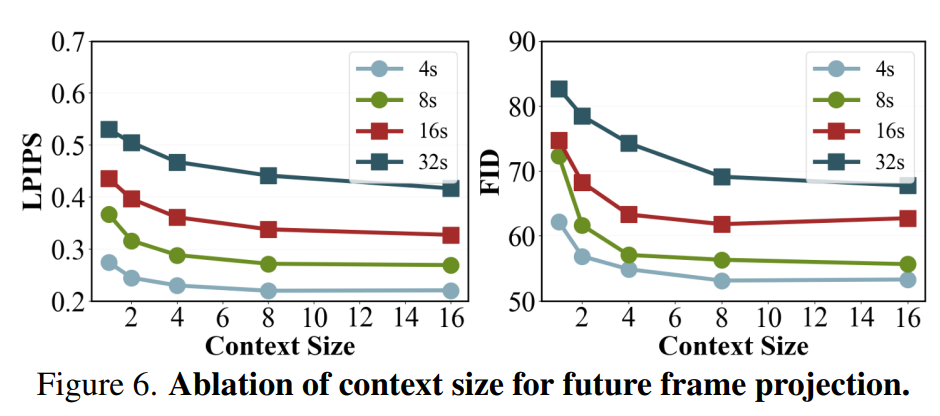 LPIPS
0.7
0.6
0.5
0.4
0.3
0.2
2 4 6 8 10 12 14 16
Context Size
4s
8s
16s
32s
FID
90
80
70
60
50
2 4 6 8 10 12 14 16
Context Size
4s
8s
16s
32s
Figure 6. Ablation of context size for future frame projection.